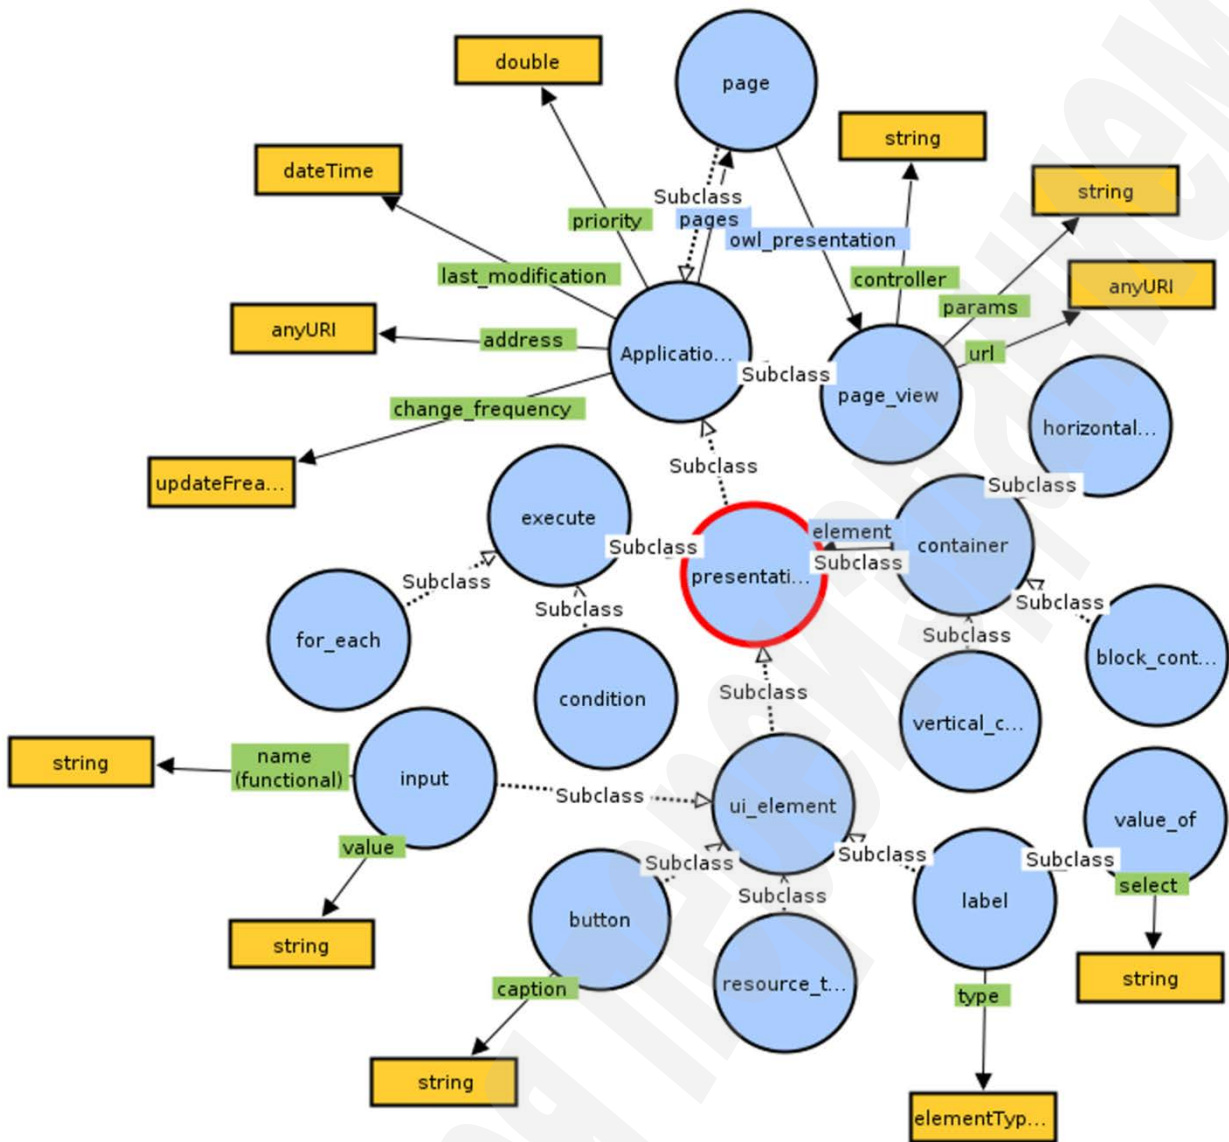 page
double
string
dateTime
string
Subclass
priority
pages
owl_presentation
last_modification
controller
anyURI
params
anyURI
address
url
Applicatio...
Subclass
page_view
change_frequency
horizontal...
Subclass
updateFrea...
Subclass
execute
element
Subclass
container
Subclass
presentati...
Subclass
Subclass
Subclass
Subclass
for_each
block_cont...
Subclass
condition
vertical_c...
name
(functional)
string
input
Subclass
ui_element
value_of
value
Subclass
Subclass
Subclass
select
Subclass
label
button
string
string
resource_t...
caption
type
string
elementTyp...